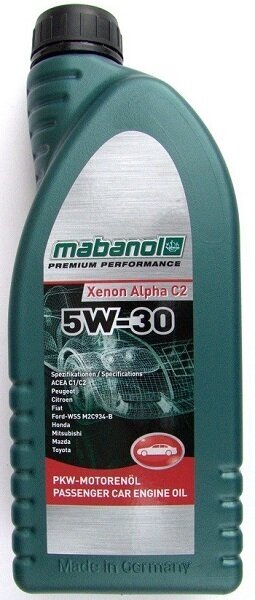 mabanol
PREMIUM PERFORMANCE
Xenon Alpha C2
5W-30
Spezifikationen / Specifications
ACEA C1/C2
Peugeot
Citroen
Fiat
Ford-WSS M2C934-B
Honda
Mitsubishi
Mazda
Toyota
PKW-MOTORENÖL
PASSENGER CAR ENGINE OIL
Made in Germany